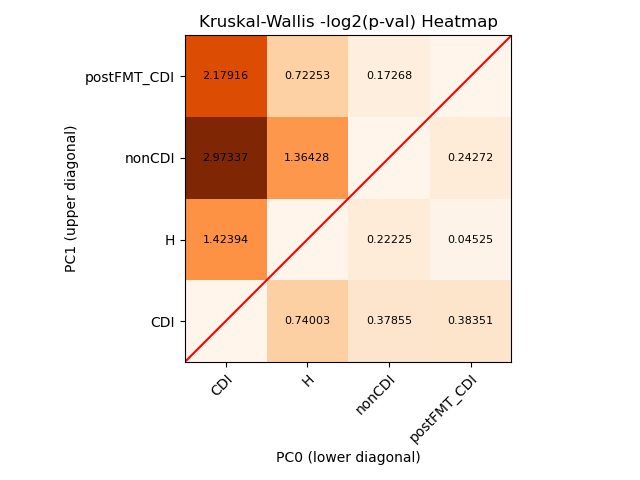 Kruskal-Wallis -log2(p-val) Heatmap
PC1 (upper diagonal)
postFMT_CDI
2.17916 0.72253 0.17268
nonCDI
2.97337 1.36428 0.24272
H
1.42394 0.22225 0.04525
CDI
0.74003 0.37855 0.38351
CDI H nonCDI postFMT_CDI
PC0 (lower diagonal)